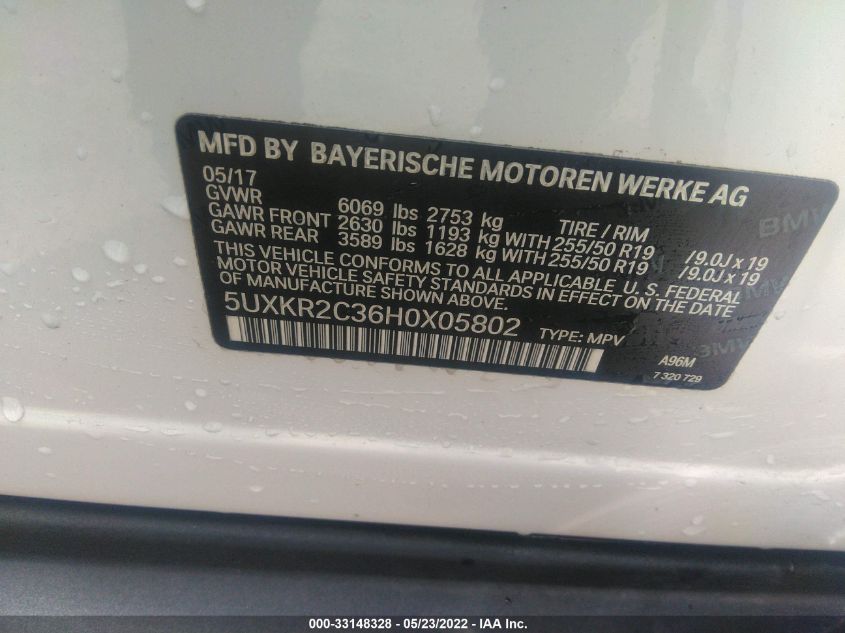 MFD BY BAYERISCHE MOTOREN WERKE AG
05/17
GVWR 6069 lbs 2753 kg TIRE / RIM
GAWR FRONT 2630 lbs 1193 kg WITH 255/50 R19 /9.0J x 19
GAWR REAR 3589 lbs 1628 kg WITH 255/50 R19 /9.0J x 19
THIS VEHICLE CONFORMS TO ALL APPLICABLE U.S. FEDERAL
MOTOR VEHICLE SAFETY STANDARDS IN EFFECT ON THE DATE
OF MANUFACTURE SHOWN ABOVE.
5UXKR2C36H0X05802 TYPE: MPV
A96M
7 320 729
000-33148328 - 05/23/2022 - IAA Inc.